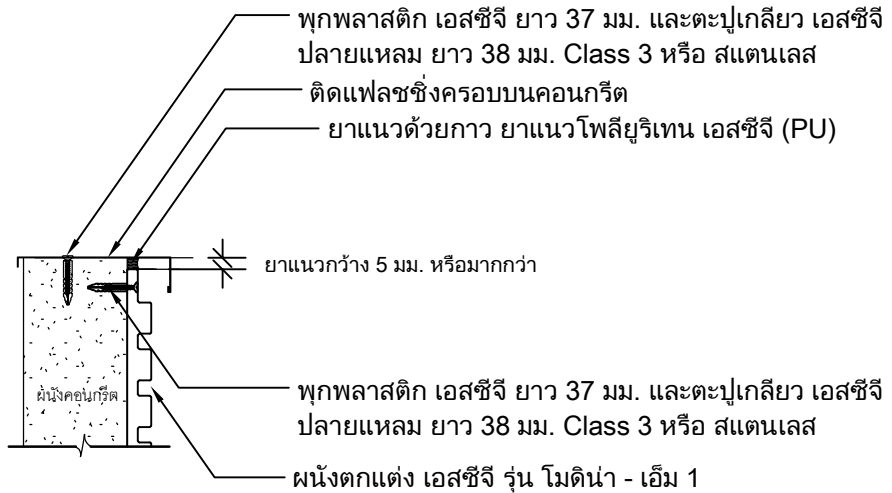 พุกพลาสติก เอสซีจี ยาว 37 มม. และตะปูเกลียว เอสซีจี
ปลายแหลม ยาว 38 มม. Class 3 หรือ สแตนเลส
ติดแฟลชชิ่งครอบบนคอนกรีต
ยาแนวด้วยกาว ยาแนวโพลียูริเทน เอสซีจี (PU)
ยาแนวกว้าง 5 มม. หรือมากกว่า
ผนังคอนกรีต
พุกพลาสติก เอสซีจี ยาว 37 มม. และตะปูเกลียว เอสซีจี
ปลายแหลม ยาว 38 มม. Class 3 หรือ สแตนเลส
ผนังตกแต่ง เอสซีจี รุ่น โมดิน่า - เอ็ม 1